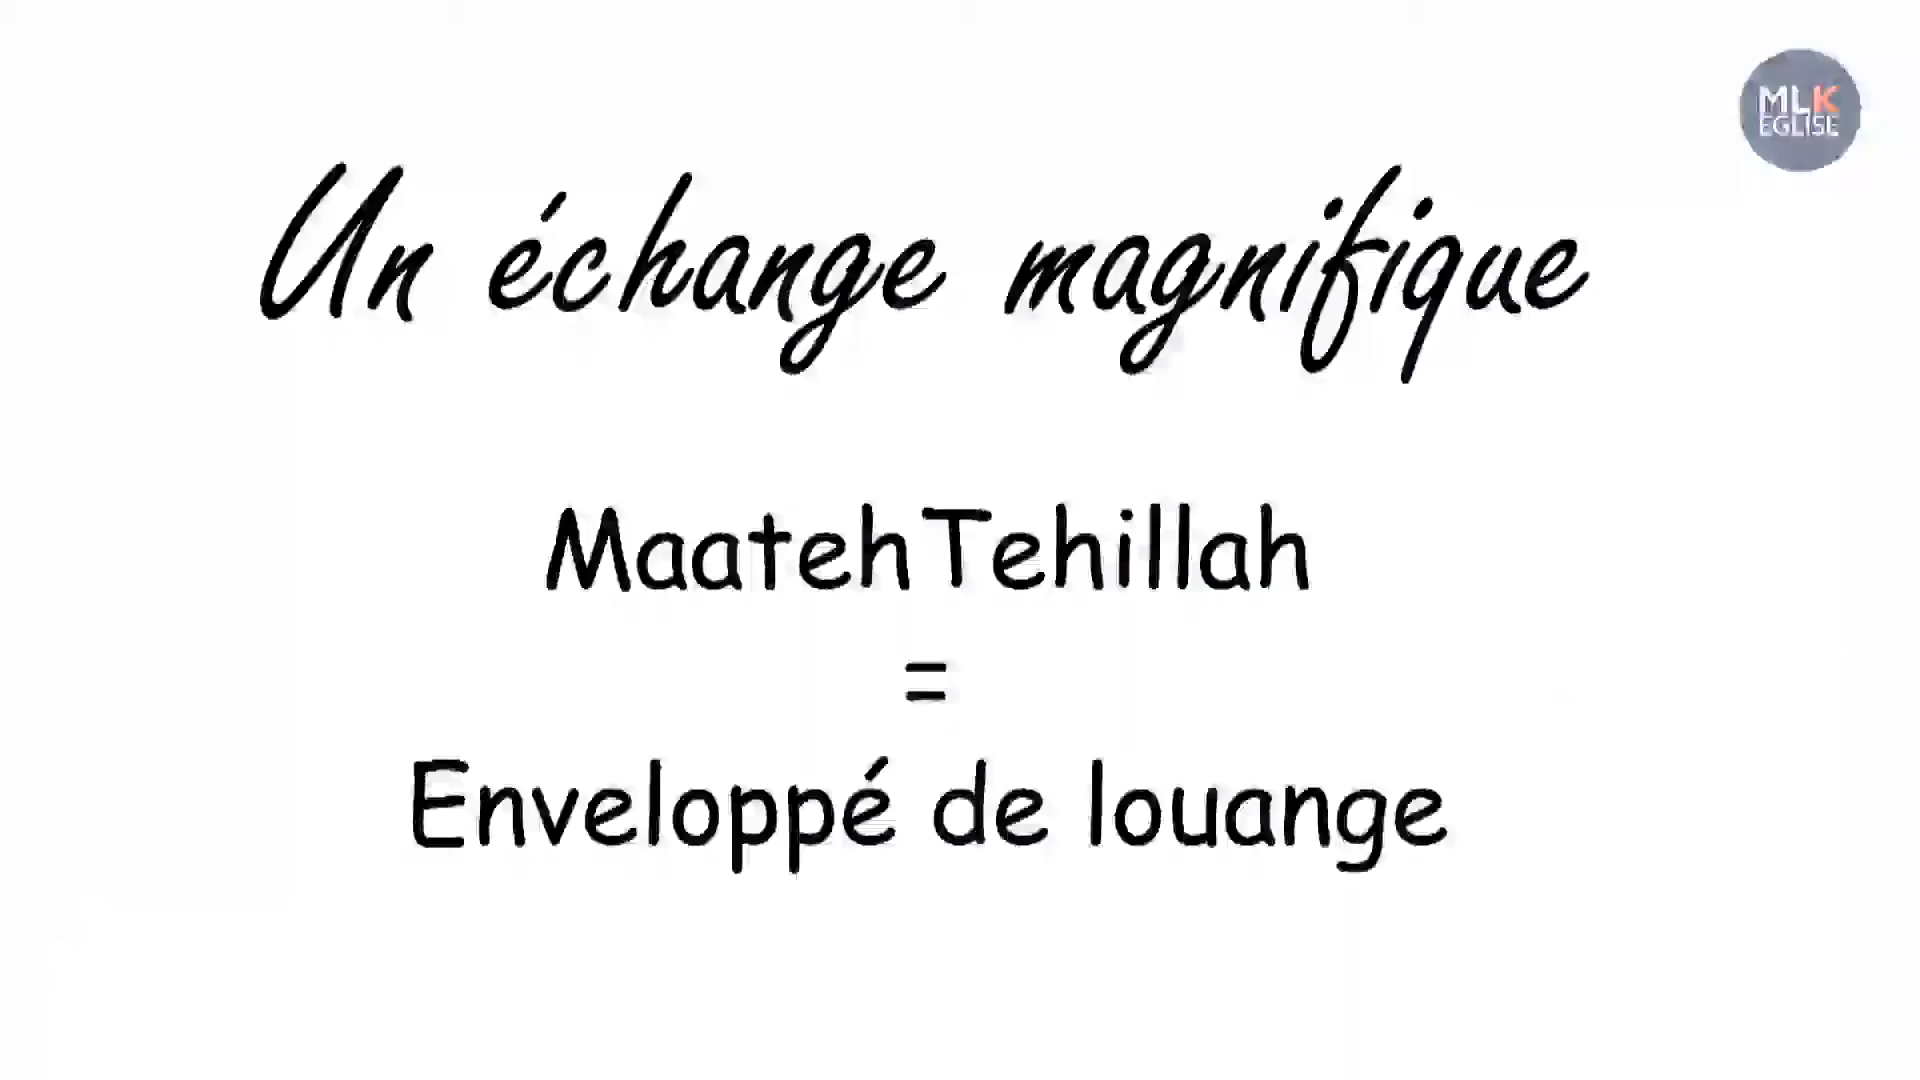 MLK
EGLISE
Un échange magnifique
MaatehTehillah
=
Enveloppé de louange